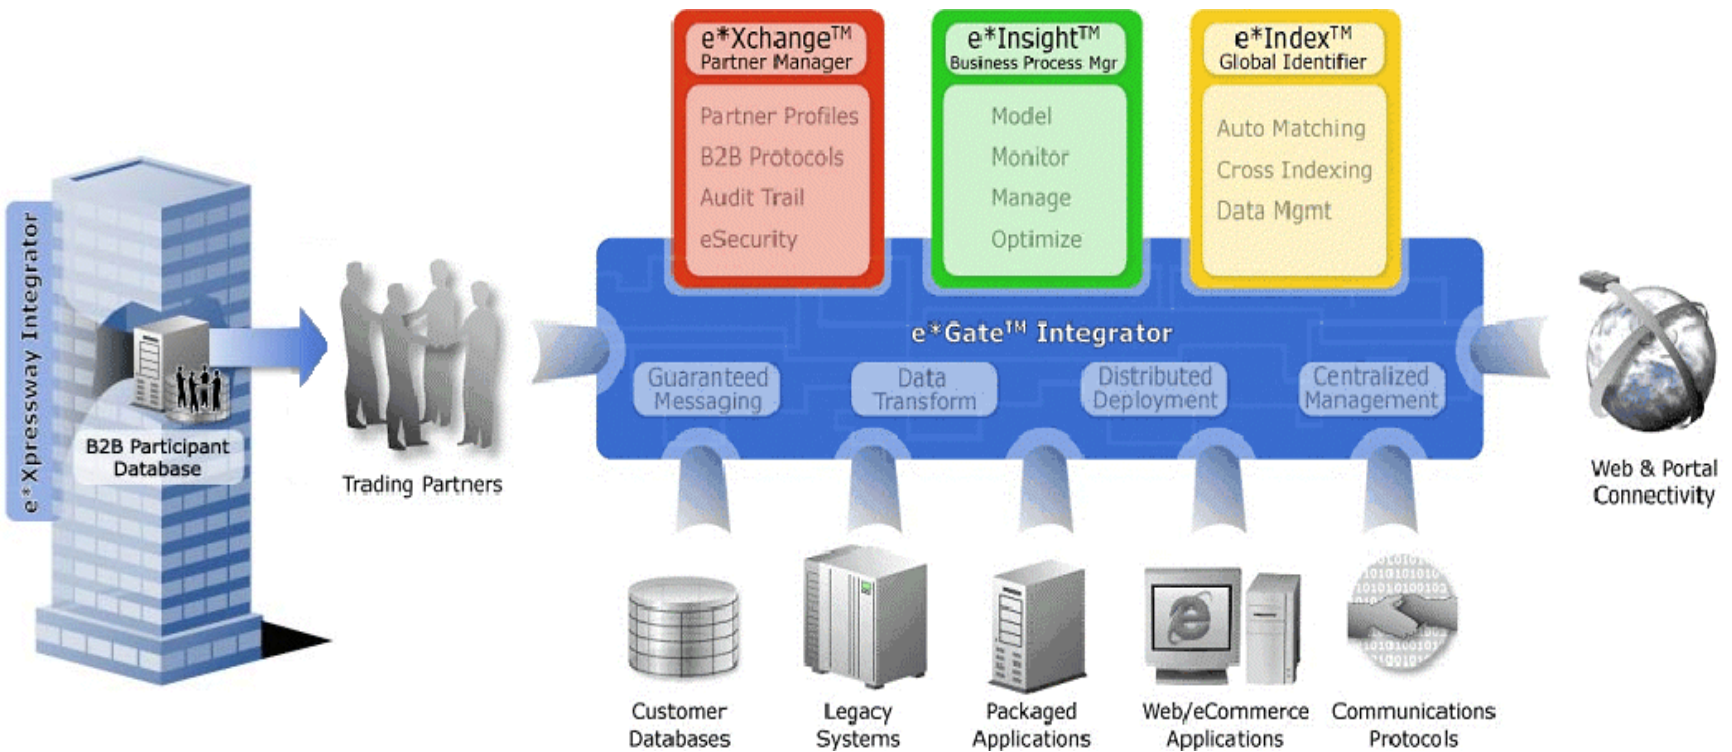 e*Xchange™
Partner Manager
Partner Profiles
B2B Protocols
Audit Trail
eSecurity
e*Insight™
Business Process Mgr
Model
Monitor
Manage
Optimize
e*Index™
Global Identifier
Auto Matching
Cross Indexing
Data Mgmt
e*Xpressway Integrator
B2B Participant
Database
Trading Partners
e*Gate™ Integrator
Guaranteed
Messaging
Data
Transform
Distributed
Deployment
Centralized
Management
Web & Portal
Connectivity
Customer
Databases
Legacy
Systems
Packaged
Applications
Web/eCommerce
Applications
Communications
Protocols